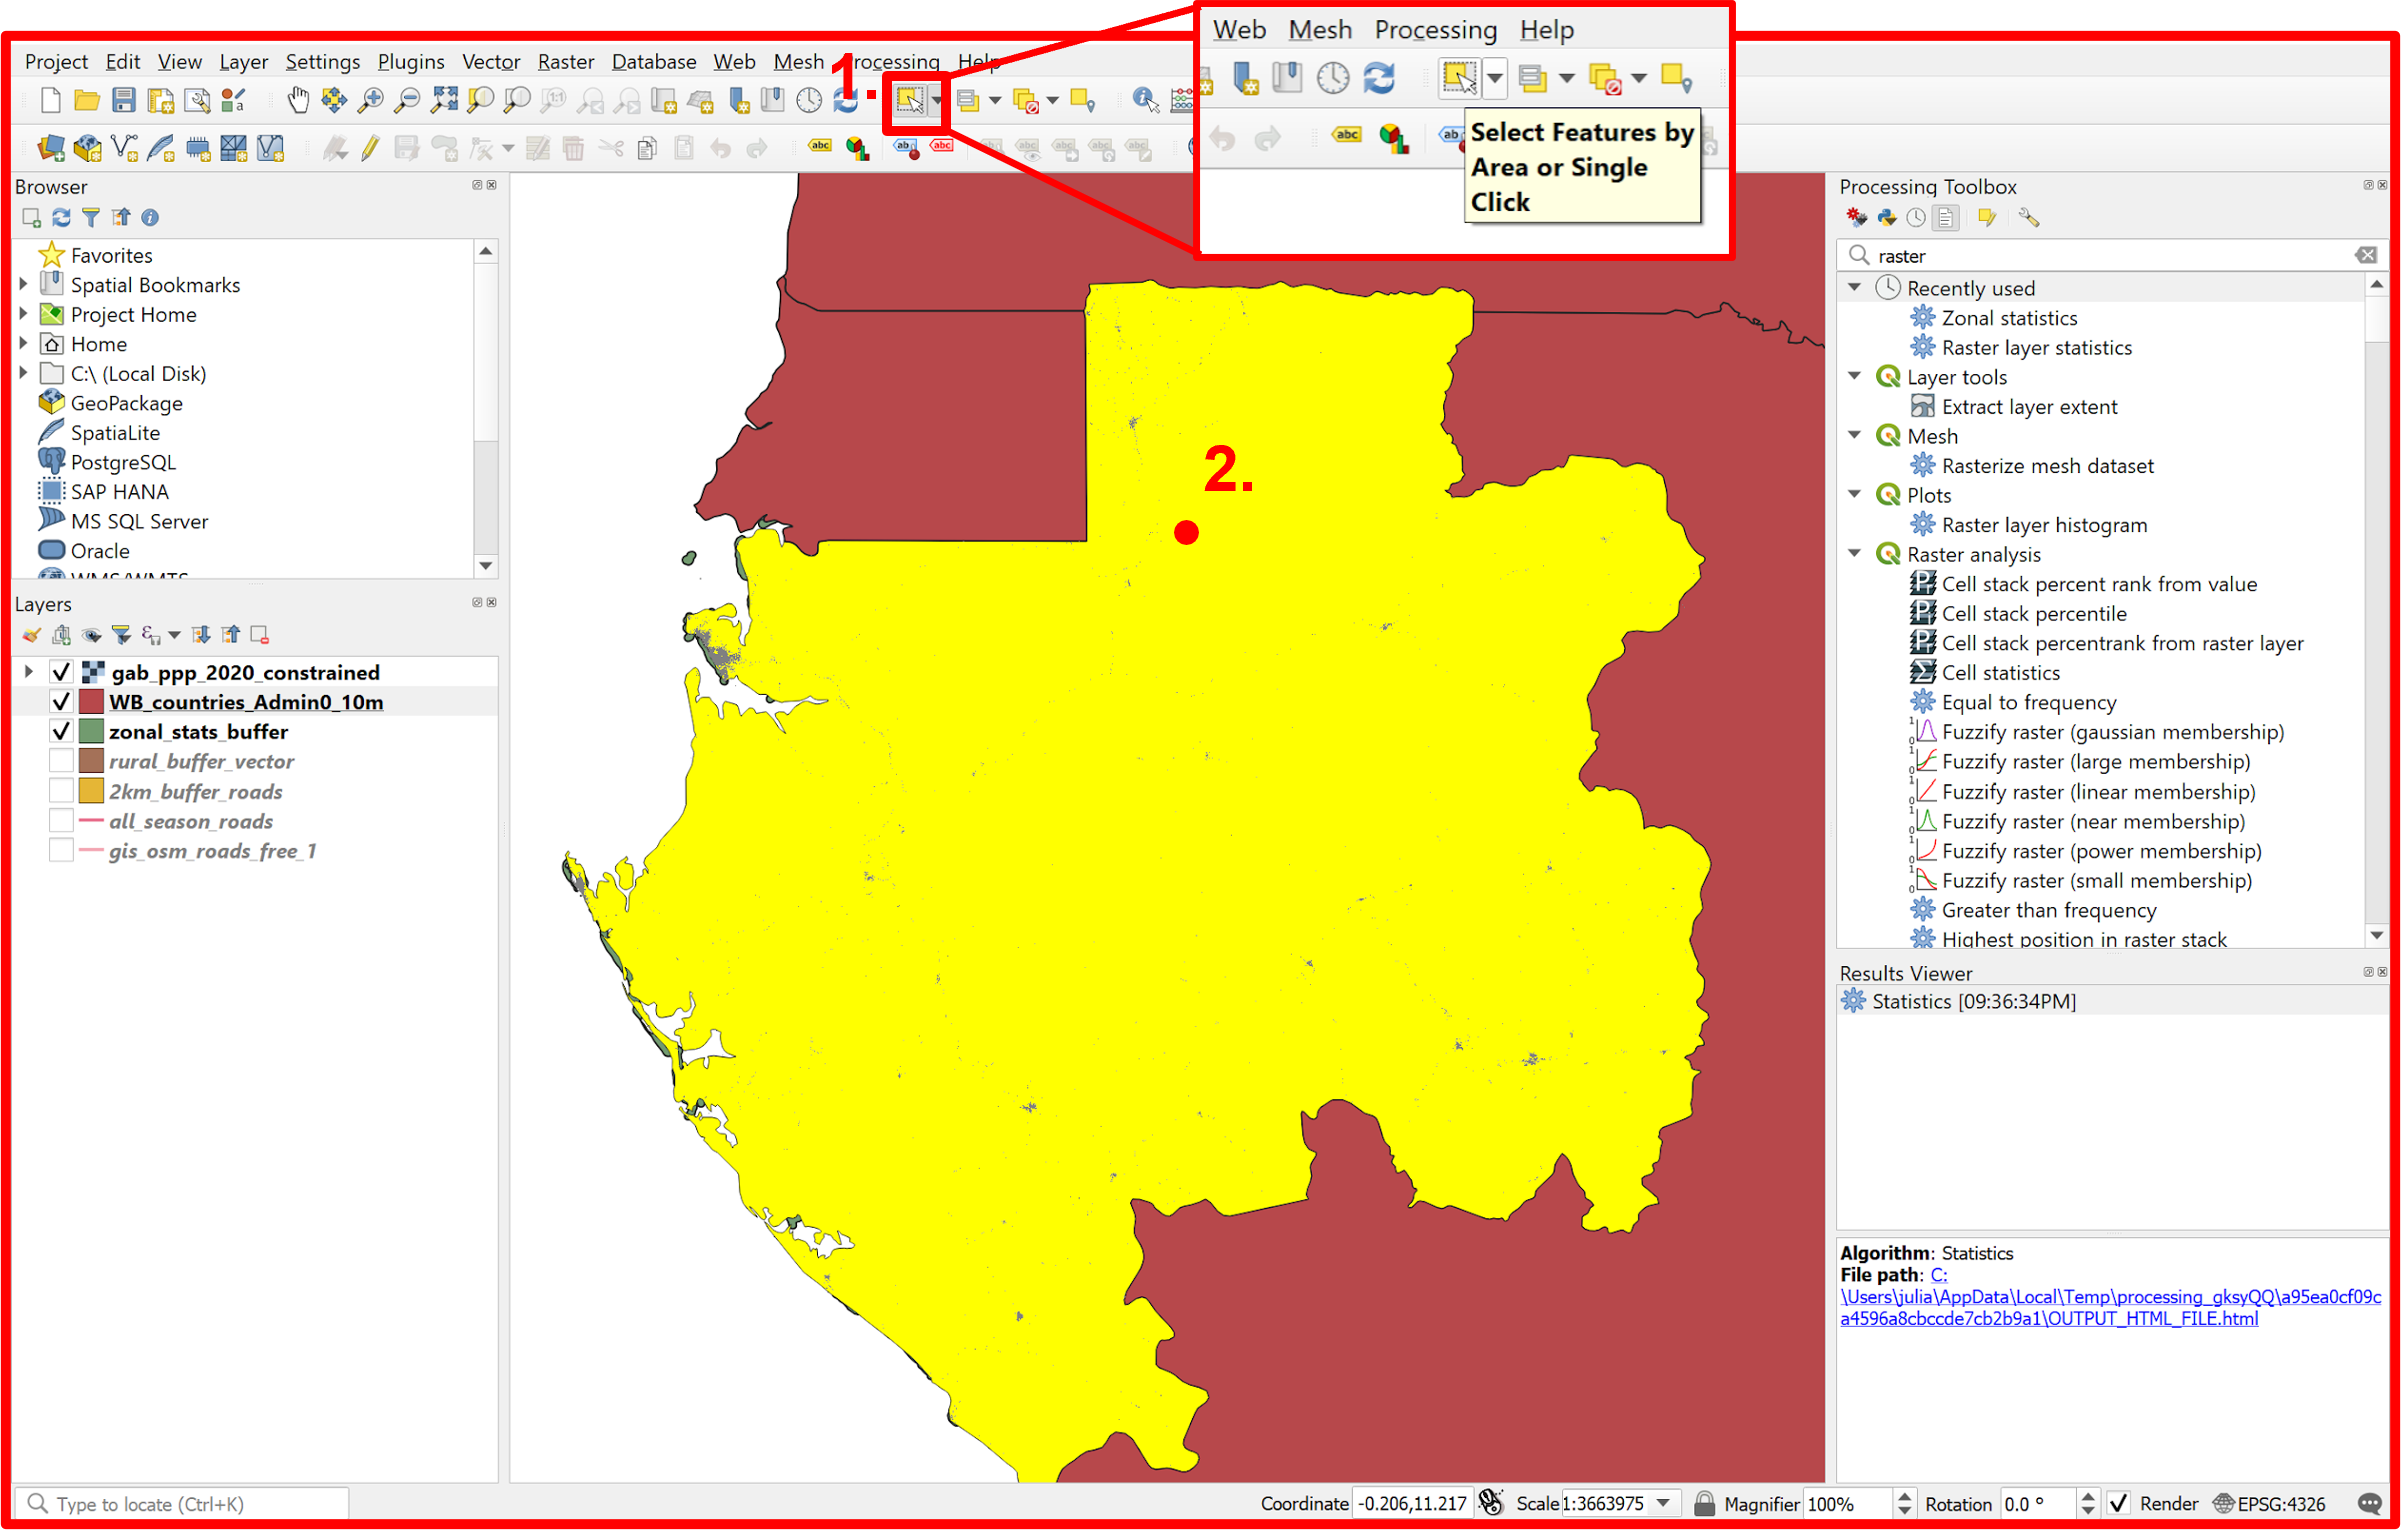 Web Mesh Processing Help
Select Features by
Area or Single
Click
Project Edit View Layer Settings Plugins Vector Raster Database Web Mesh Processing Help
1.
2.
Browser
Favorites
Spatial Bookmarks
Project Home
Home
C:\ (Local Disk)
GeoPackage
SpatiaLite
PostgreSQL
SAP HANA
MS SQL Server
Oracle
WMS/WMTS
Layers
gab_ppp_2020_constrained
WB_countries_Admin0_10m
zonal_stats_buffer
rural_buffer_vector
2km_buffer_roads
all_season_roads
gis_osm_roads_free_1
Processing Toolbox
raster
Recently used
Zonal statistics
Raster layer statistics
Layer tools
Extract layer extent
Mesh
Rasterize mesh dataset
Plots
Raster layer histogram
Raster analysis
Cell stack percent rank from value
Cell stack percentile
Cell stack percentrank from raster layer
Cell statistics
Equal to frequency
Fuzzify raster (gaussian membership)
Fuzzify raster (large membership)
Fuzzify raster (linear membership)
Fuzzify raster (near membership)
Fuzzify raster (power membership)
Fuzzify raster (small membership)
Greater than frequency
Highest position in raster stack
Results Viewer
Statistics [09:36:34PM]
Algorithm: Statistics
File path: C:
\Users\julia\AppData\Local\Temp\processing_gksyQQ\a95ea0cf09c
a4596a8cbccde7cb2b9a1\OUTPUT_HTML_FILE.html
Type to locate (Ctrl+K)
Coordinate -0.206,11.217 Scale 1:3663975 Magnifier 100% Rotation 0.0 ° Render EPSG:4326